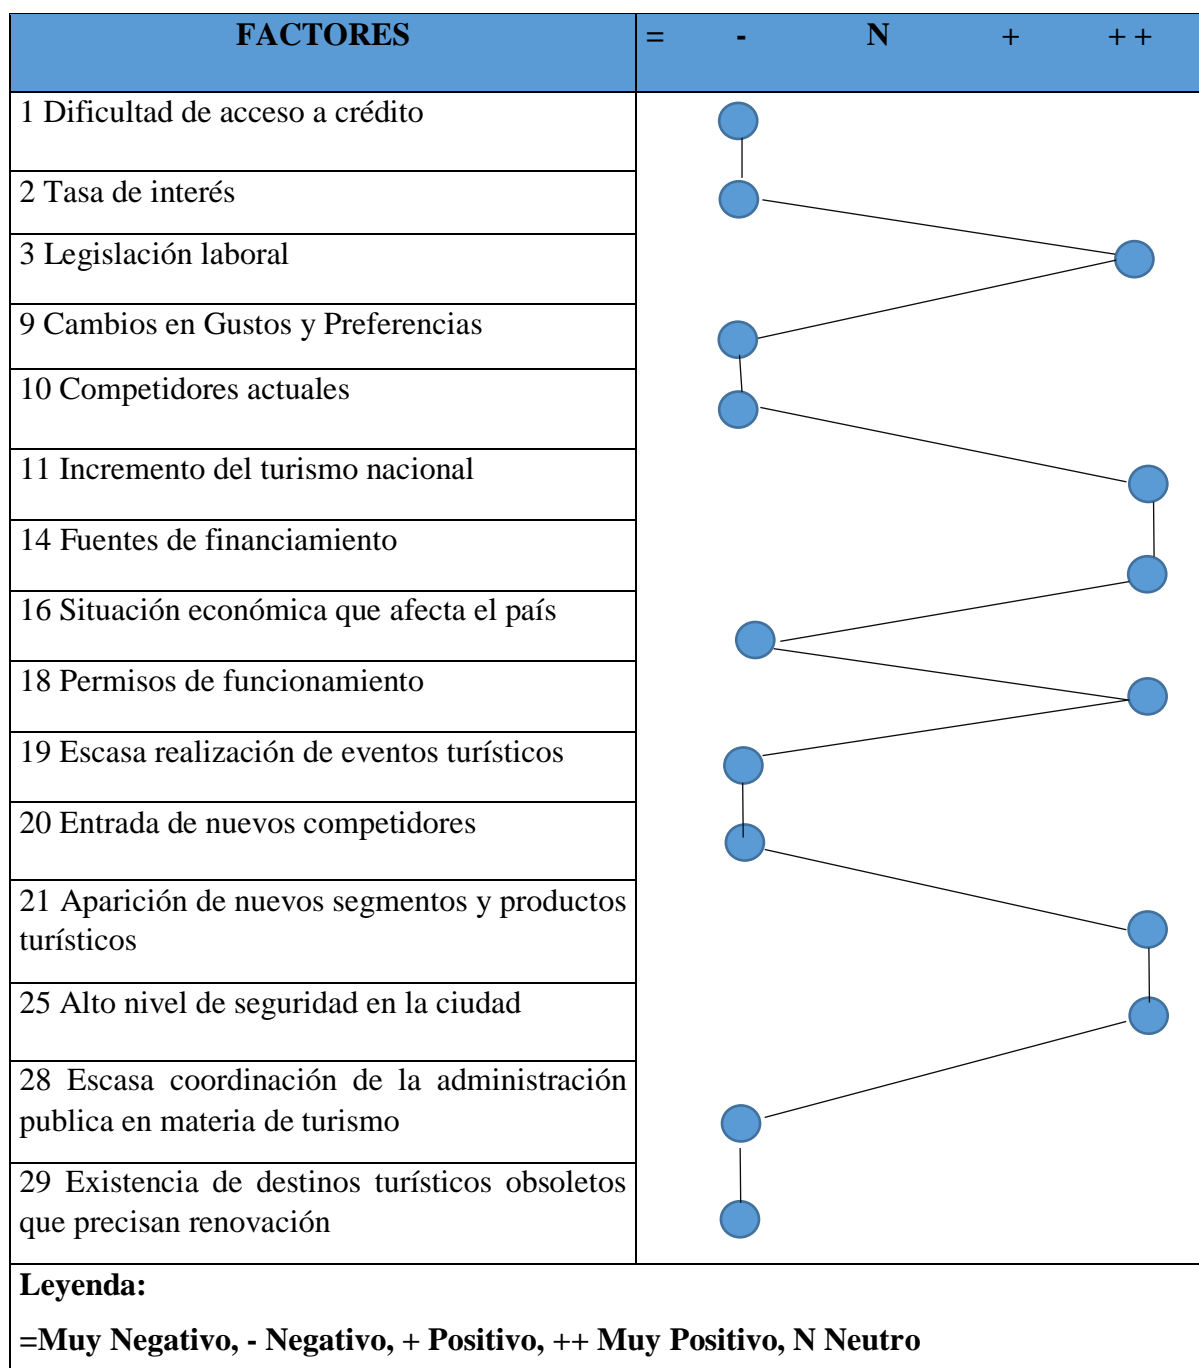 FACTORES = - N + + +
1 Dificultad de acceso a crédito
2 Tasa de interés
3 Legislación laboral
9 Cambios en Gustos y Preferencias
10 Competidores actuales
11 Incremento del turismo nacional
14 Fuentes de financiamiento
16 Situación económica que afecta el país
18 Permisos de funcionamiento
19 Escasa realización de eventos turísticos
20 Entrada de nuevos competidores
21 Aparición de nuevos segmentos y productos
turísticos
25 Alto nivel de seguridad en la ciudad
28 Escasa coordinación de la administración
publica en materia de turismo
29 Existencia de destinos turísticos obsoletos
que precisan renovación
Leyenda:
=Muy Negativo, - Negativo, + Positivo, ++ Muy Positivo, N Neutro